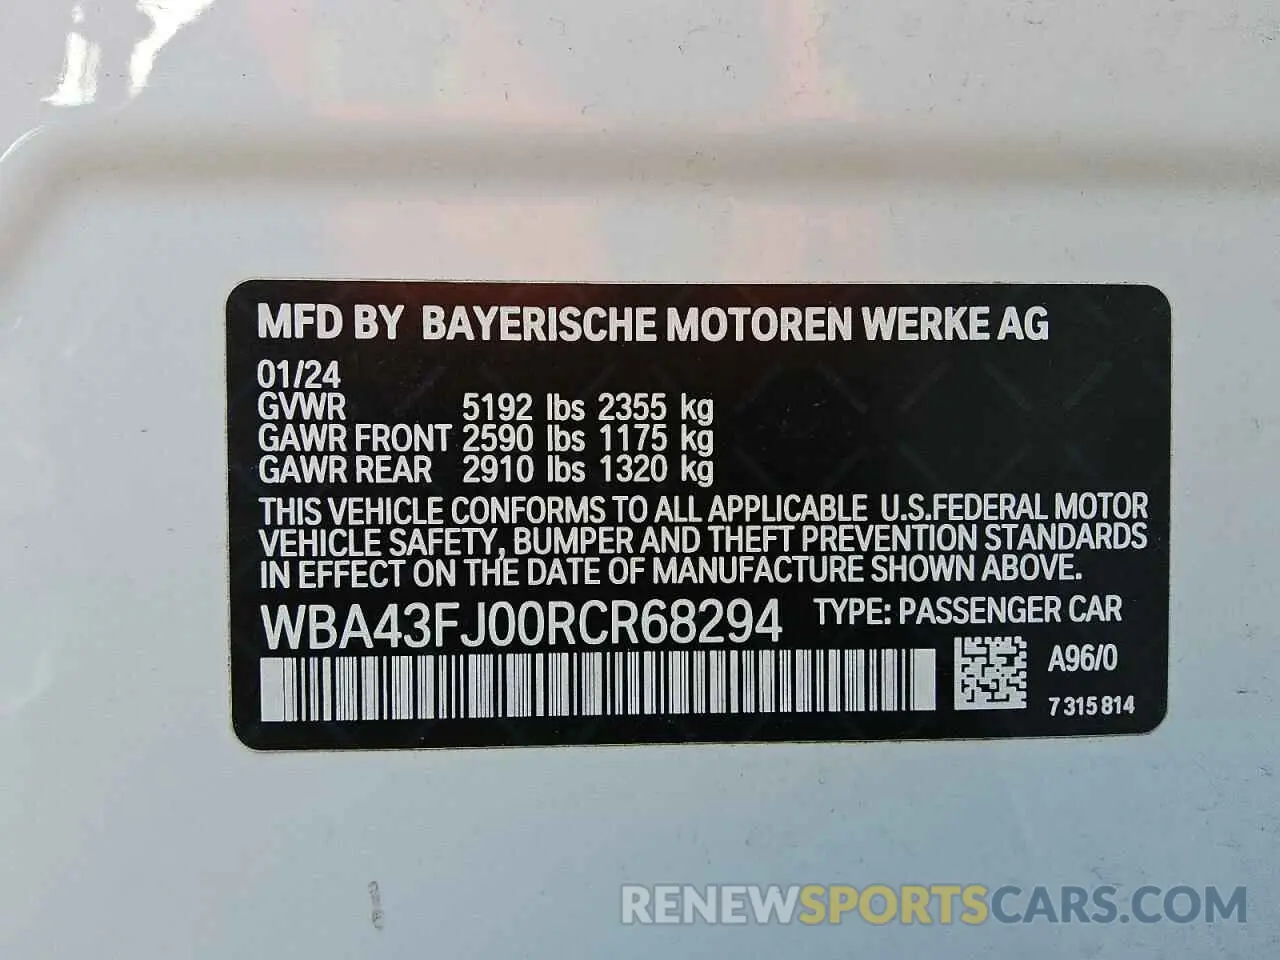 MFD BY BAYERISCHE MOTOREN WERKE AG
01/24
GVWR 5192 lbs 2355 kg
GAWR FRONT 2590 lbs 1175 kg
GAWR REAR 2910 lbs 1320 kg
THIS VEHICLE CONFORMS TO ALL APPLICABLE U.S.FEDERAL MOTOR
VEHICLE SAFETY, BUMPER AND THEFT PREVENTION STANDARDS
IN EFFECT ON THE DATE OF MANUFACTURE SHOWN ABOVE.
WBA43FJ00RCR68294 TYPE: PASSENGER CAR
A96/0
7 315 814
RENEWSPORTSCARS.COM